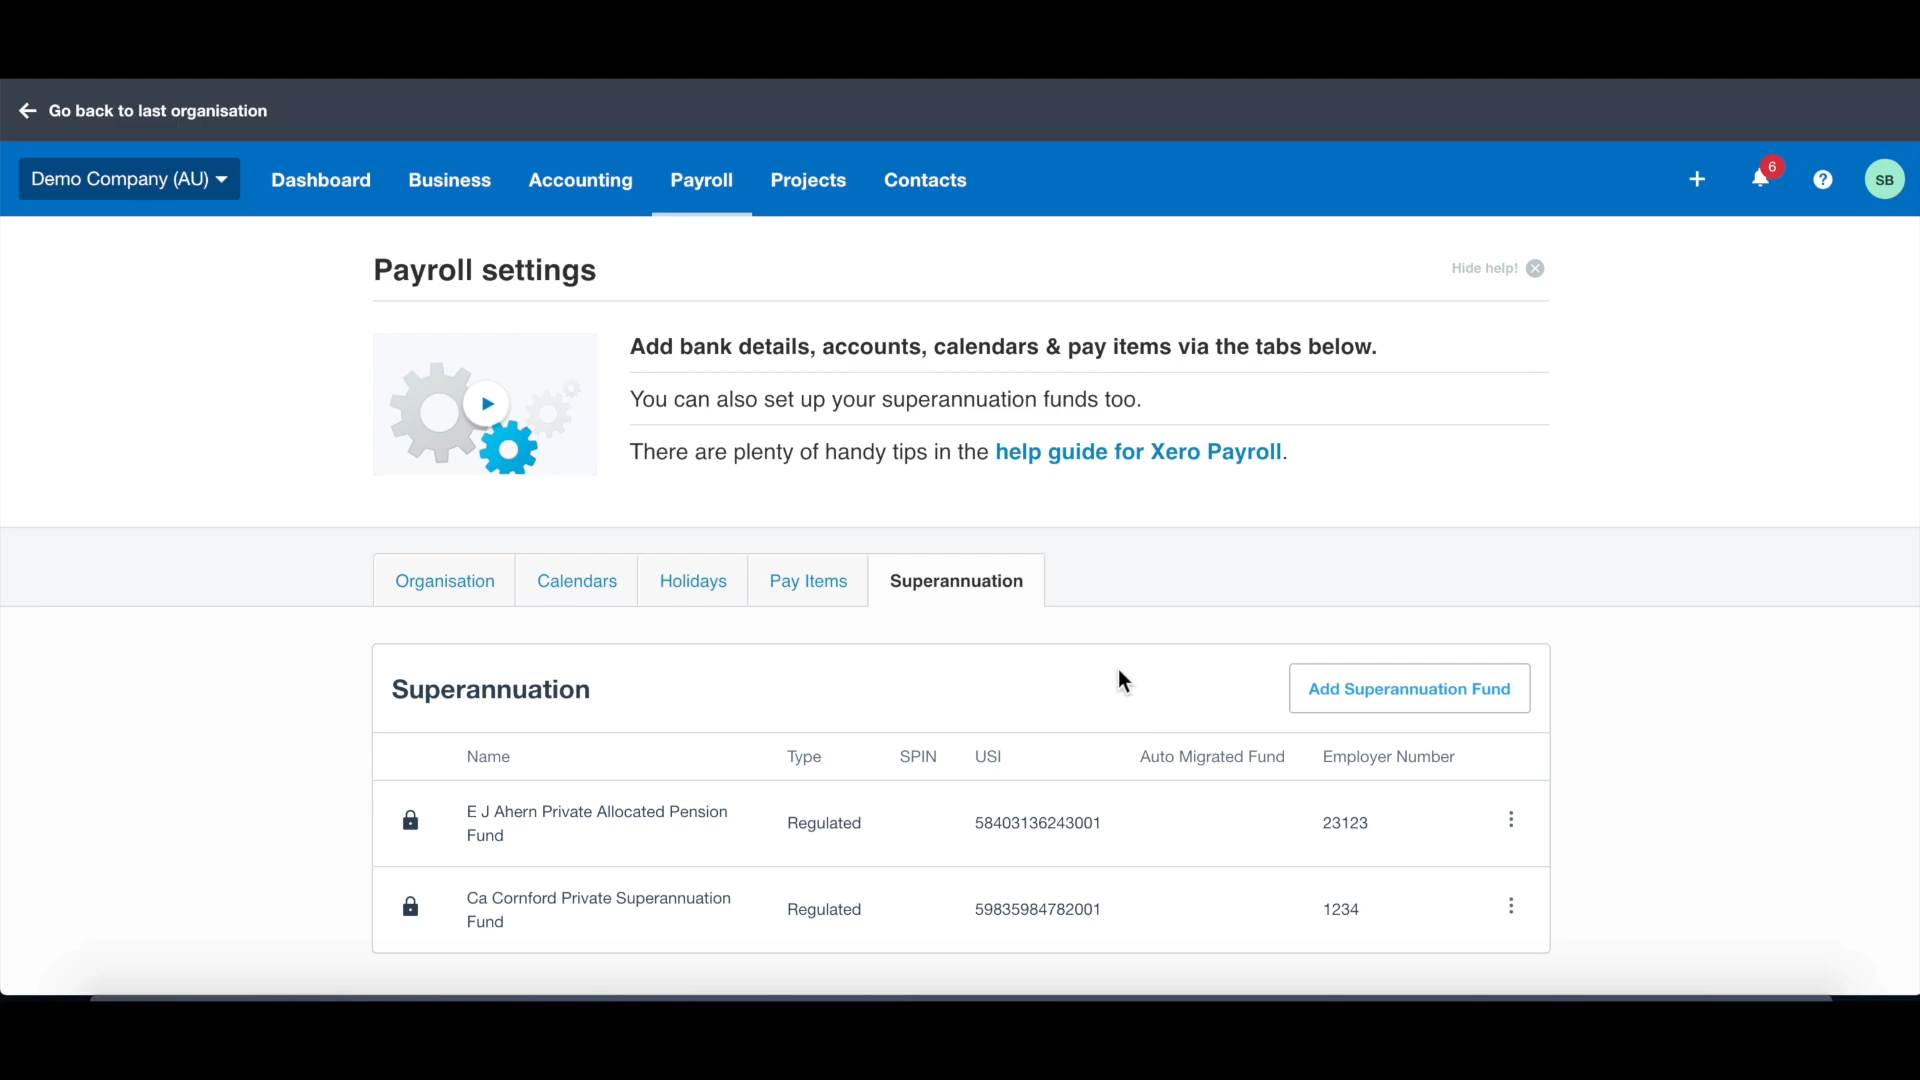 Go back to last organisation
Demo Company (AU) Dashboard Business Accounting Payroll Projects Contacts 6 SB
Payroll settings Hide help!
Add bank details, accounts, calendars & pay items via the tabs below.
You can also set up your superannuation funds too.
There are plenty of handy tips in the help guide for Xero Payroll.
Organisation Calendars Holidays Pay Items Superannuation
Superannuation Add Superannuation Fund
Name Type SPIN USI Auto Migrated Fund Employer Number
E J Ahern Private Allocated Pension
Fund Regulated 58403136243001 23123
Ca Cornford Private Superannuation
Fund Regulated 59835984782001 1234